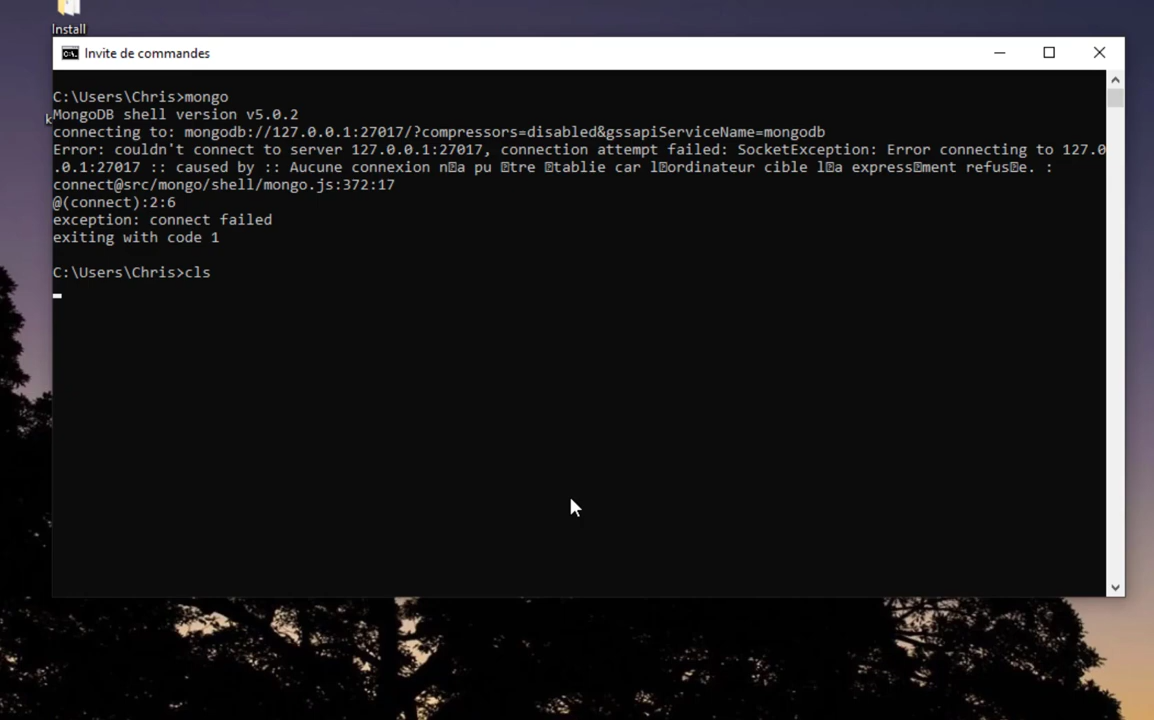 Install
Invite de commandes
C:\Users\Chris>mongo
MongoDB shell version v5.0.2
connecting to: mongodb://127.0.0.1:27017/?compressors=disabled&gssapiServiceName=mongodb
Error: couldn't connect to server 127.0.0.1:27017, connection attempt failed: SocketException: Error connecting to 127.0
.0.1:27017 :: caused by :: Aucune connexion n�a pu �tre �tablie car l�ordinateur cible l�a express�ment refus�e. :
connect@src/mongo/shell/mongo.js:372:17
@(connect):2:6
exception: connect failed
exiting with code 1
C:\Users\Chris>cls